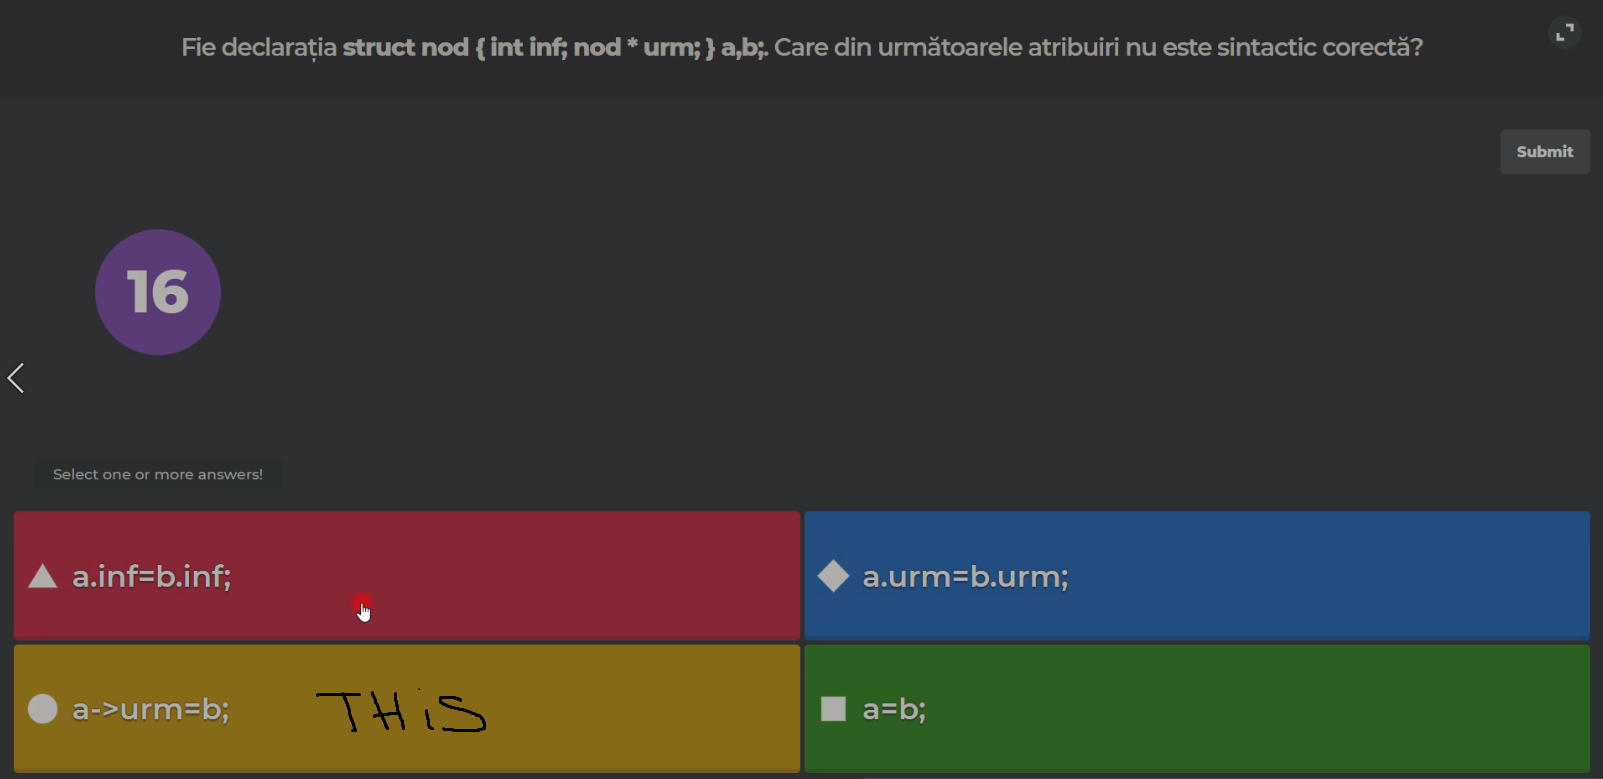 Fie declarația struct nod { int inf; nod * urm; } a,b;. Care din următoarele atribuiri nu este sintactic corectă?
Submit
16
Select one or more answers!
a.inf=b.inf;
a.urm=b.urm;
a->urm=b;
THiS
a=b;